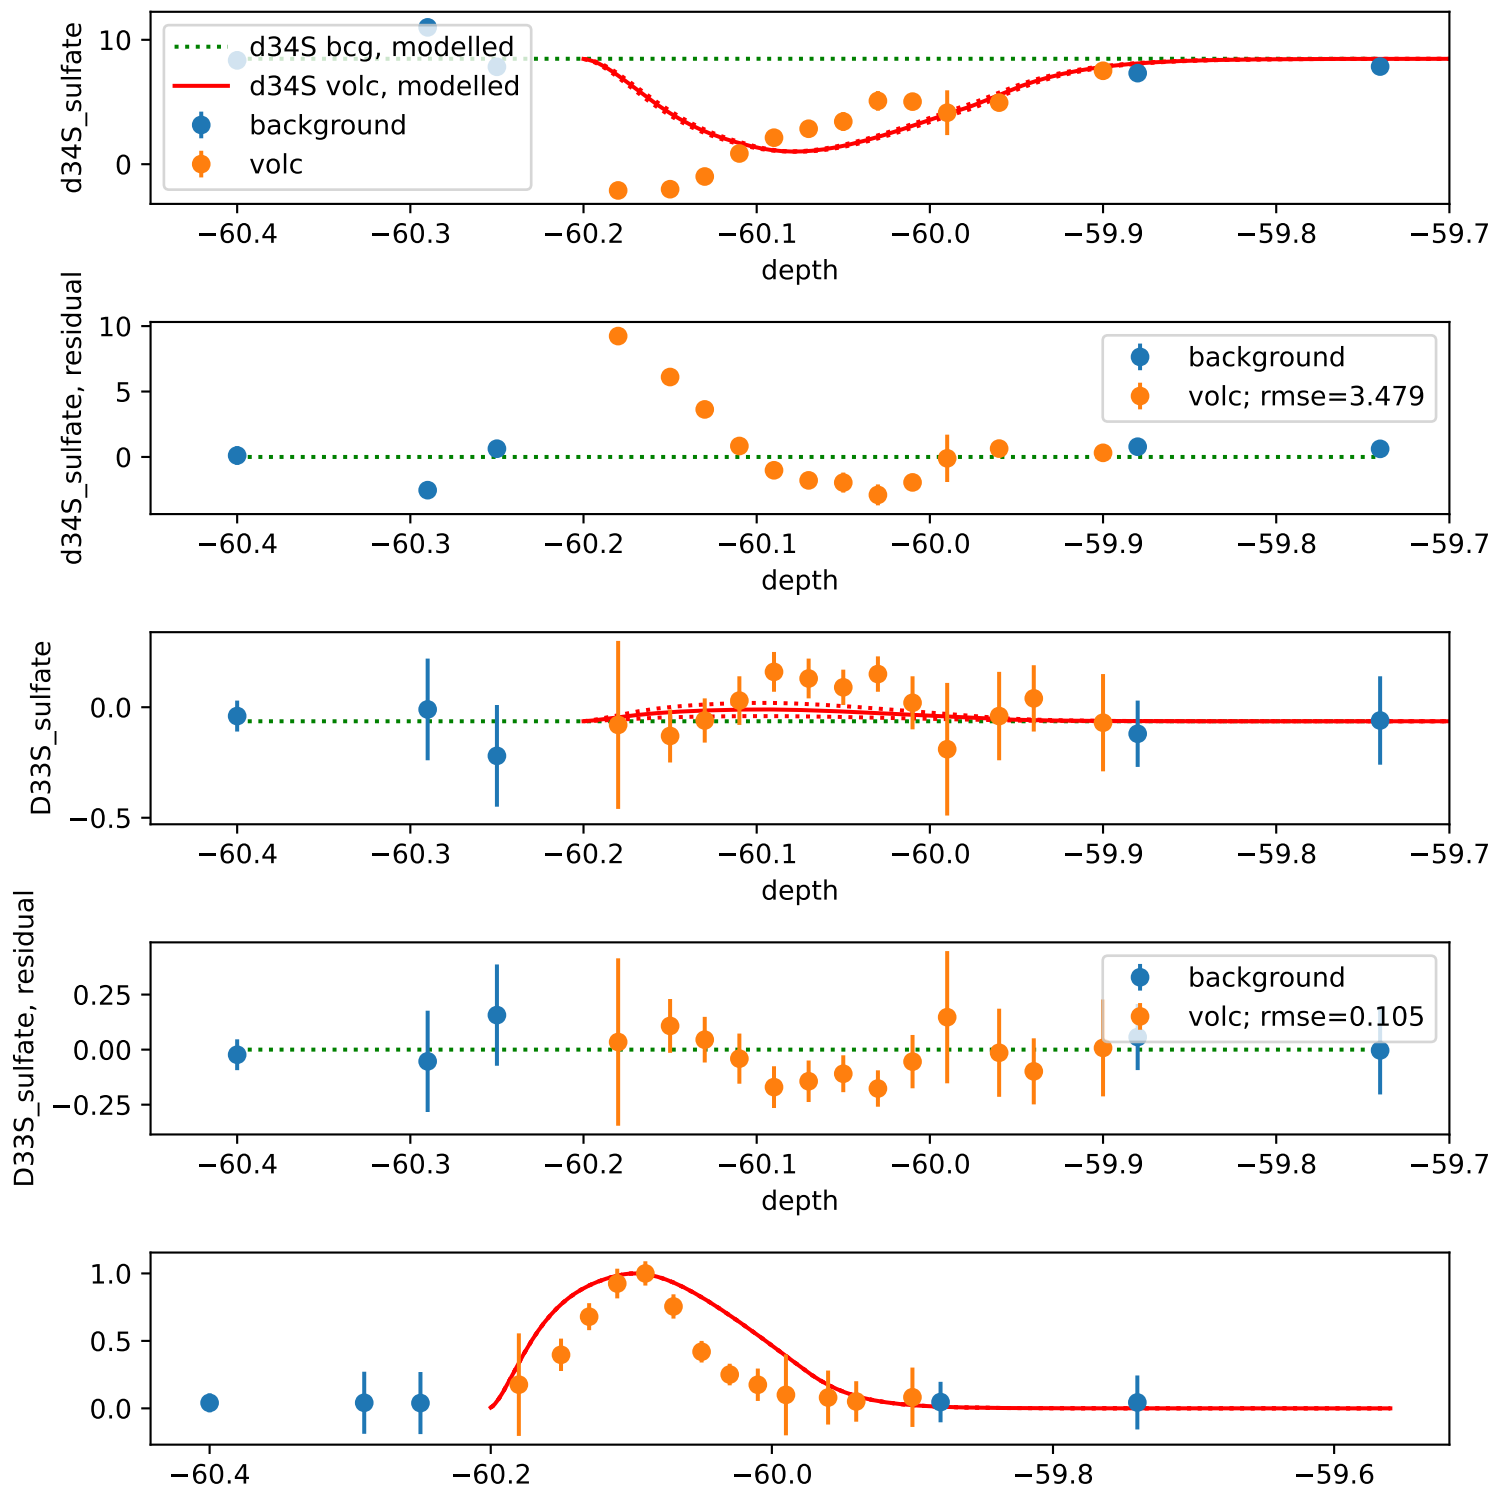 d34S_sulfate
10
0
d34S bcg, modelled
d34S volc, modelled
background
volc
−60.4 −60.3 −60.2 −60.1 −60.0 −59.9 −59.8 −59.7
depth
d34S_sulfate, residual
10
5
0
background
volc; rmse=3.479
−60.4 −60.3 −60.2 −60.1 −60.0 −59.9 −59.8 −59.7
depth
D33S_sulfate
0.0
−0.5
−60.4 −60.3 −60.2 −60.1 −60.0 −59.9 −59.8 −59.7
depth
D33S_sulfate, residual
0.25
0.00
−0.25
background
volc; rmse=0.105
−60.4 −60.3 −60.2 −60.1 −60.0 −59.9 −59.8 −59.7
depth
1.0
0.5
0.0
−60.4 −60.2 −60.0 −59.8 −59.6